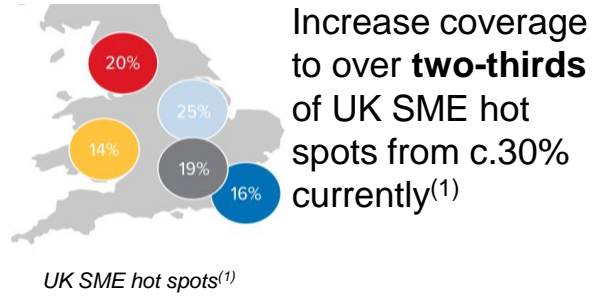 20%
25%
14%
19%
16%
UK SME hot spots(1)
Increase coverage
to over two-thirds
of UK SME hot
spots from c.30%
currently(1)